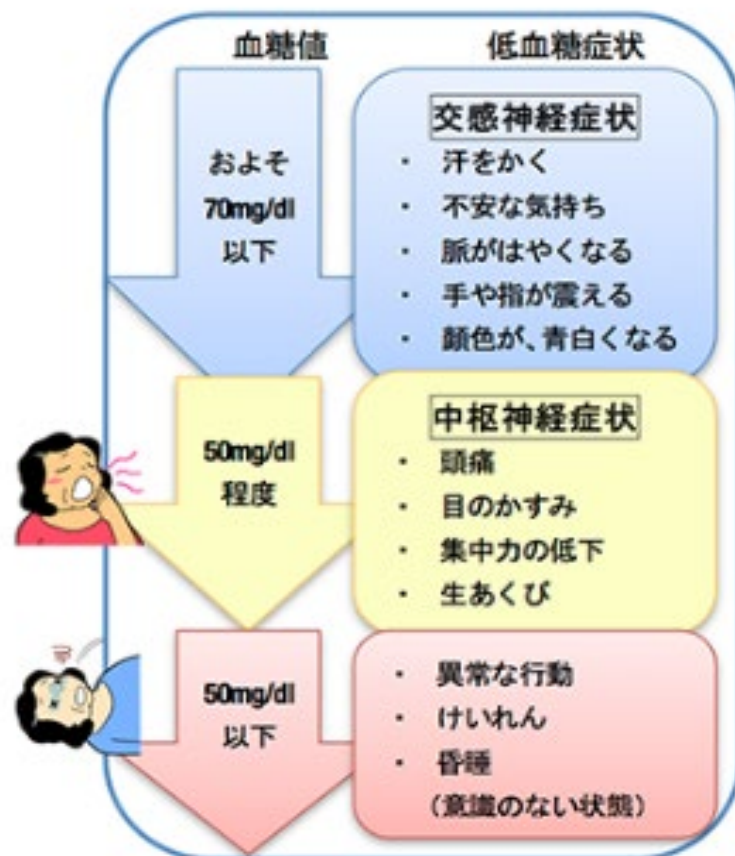 血糖値
低血糖症状
およそ
70mg/dl
以下
交感神経症状
・ 汗をかく
・ 不安な気持ち
・ 脈がはやくなる
・ 手や指が震える
・ 顔色が、青白くなる
50mg/dl
程度
中枢神経症状
・ 頭痛
・ 目のかすみ
・ 集中力の低下
・ 生あくび
50mg/dl
以下
・ 異常な行動
・ けいれん
・ 昏睡
(意識のない状態)